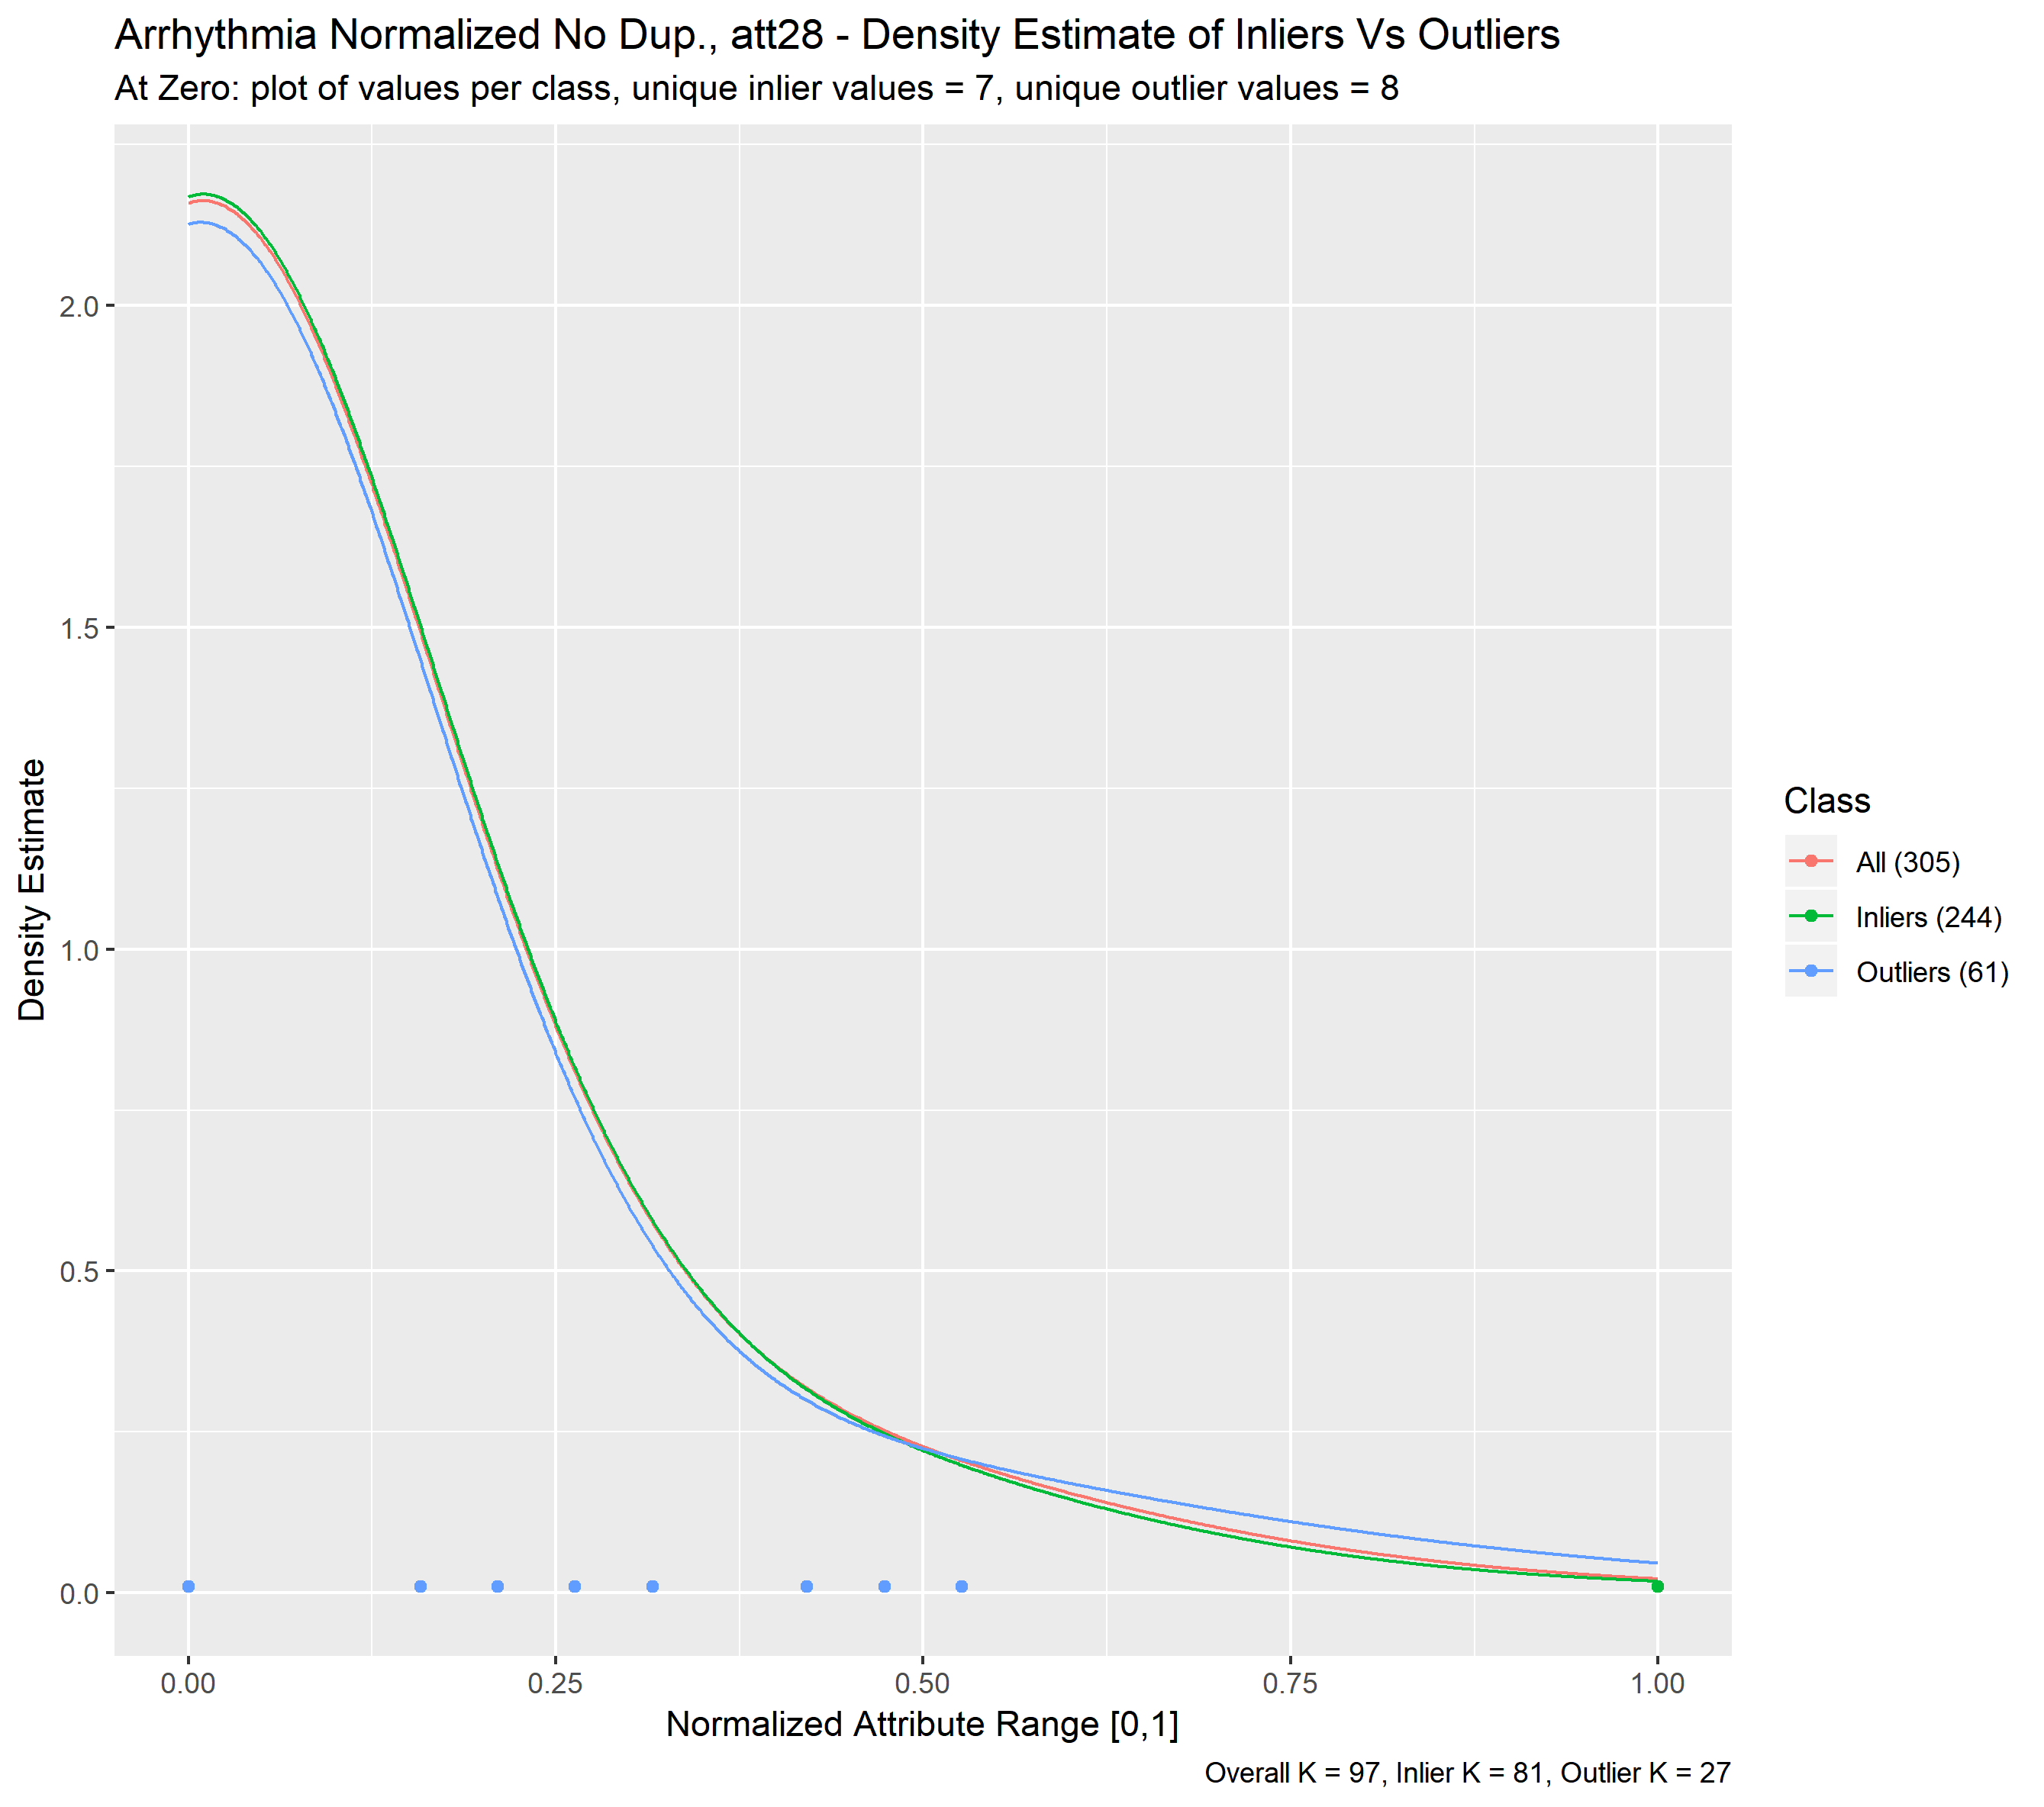 Arrhythmia Normalized No Dup., att28 - Density Estimate of Inliers Vs Outliers
At Zero: plot of values per class, unique inlier values = 7, unique outlier values = 8
Density Estimate
2.0
1.5
1.0
0.5
0.0
0.00 0.25 0.50 0.75 1.00
Normalized Attribute Range [0,1]
Class
All (305)
Inliers (244)
Outliers (61)
Overall K = 97, Inlier K = 81, Outlier K = 27